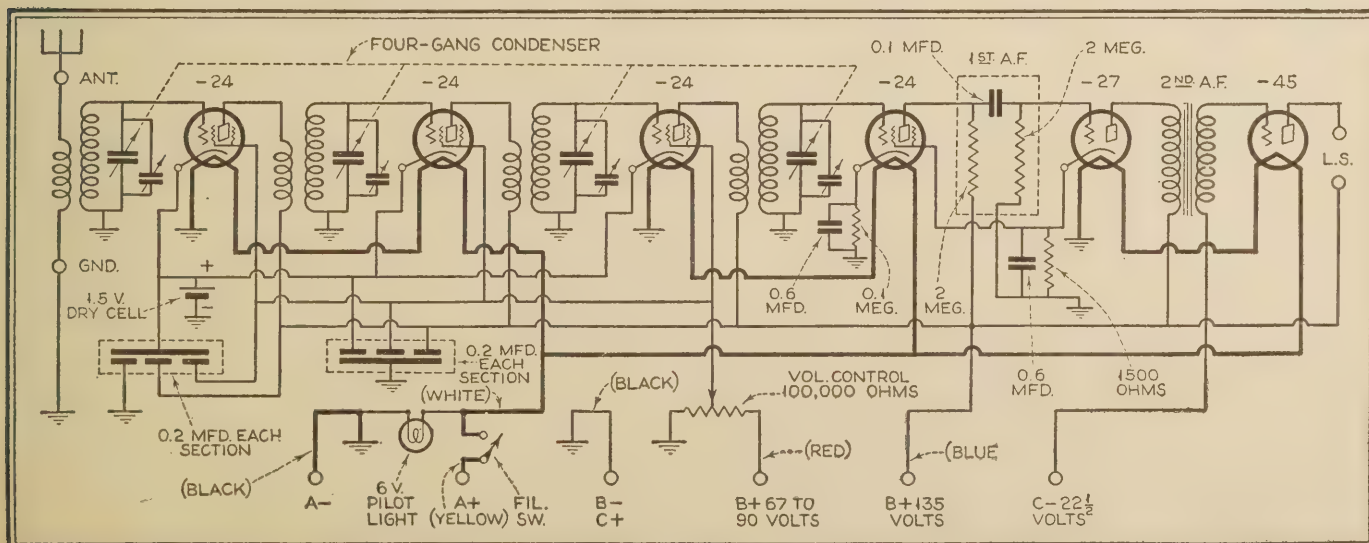 FOUR-GANG CONDENSER
0.1 MFD.
2 MEG.
1ST. A.F.
ANT.
-24
-24
-24
-24
-27
2ND. A.F.
-45
L.S.
GND.
+
-
1.5 V.
DRY CELL
0.6
MFD.
0.1
MEG.
2
MEG.
0.2 MFD.
EACH
SECTION
(WHITE)
(BLACK)
VOL. CONTROL
100,000 OHMS
0.6
MFD.
1500
OHMS
0.2 MFD. EACH
SECTION
(BLACK)
(RED)
(BLUE)
A-
6 V.
PILOT
LIGHT
A+
(YELLOW)
FIL.
SW.
B-
C+
B+ 67 TO
90 VOLTS
B+135
VOLTS
C-22½
VOLTS